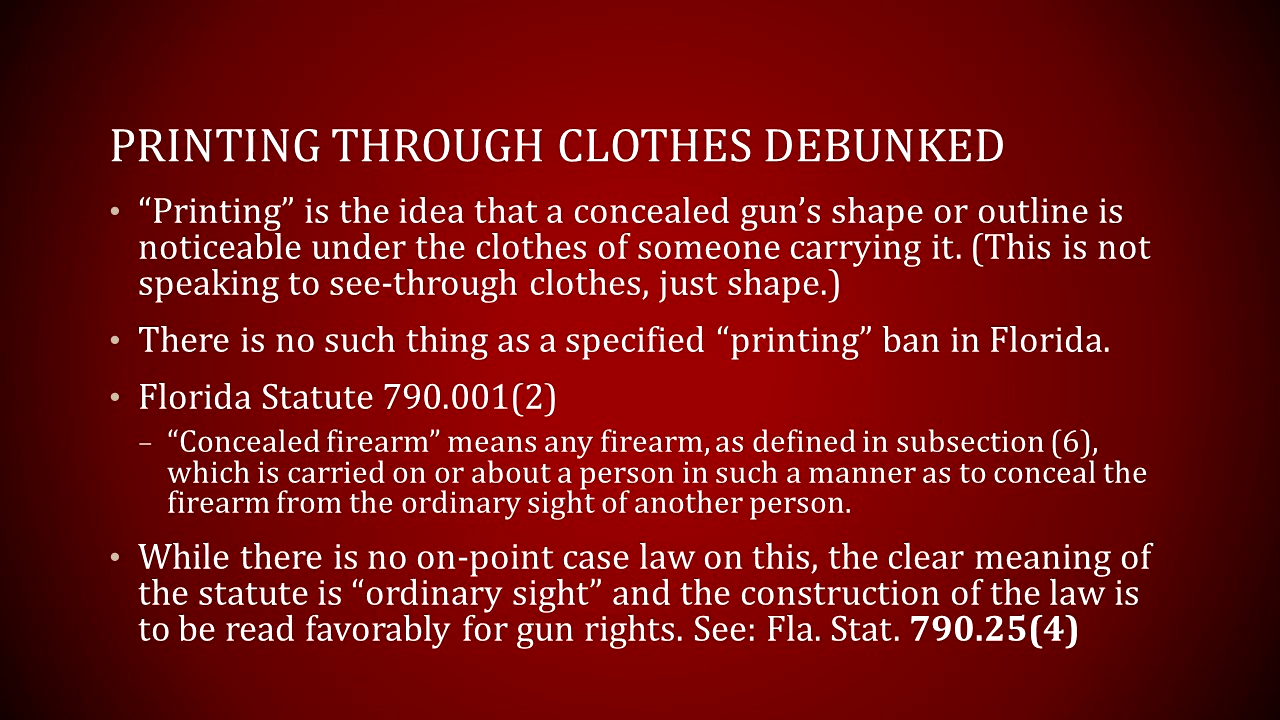 PRINTING THROUGH CLOTHES DEBUNKED
• “Printing” is the idea that a concealed gun’s shape or outline is
noticeable under the clothes of someone carrying it. (This is not
speaking to see-through clothes, just shape.)
• There is no such thing as a specified “printing” ban in Florida.
• Florida Statute 790.001(2)
– “Concealed firearm” means any firearm, as defined in subsection (6),
which is carried on or about a person in such a manner as to conceal the
firearm from the ordinary sight of another person.
• While there is no on-point case law on this, the clear meaning of
the statute is “ordinary sight” and the construction of the law is
to be read favorably for gun rights. See: Fla. Stat. 790.25(4)